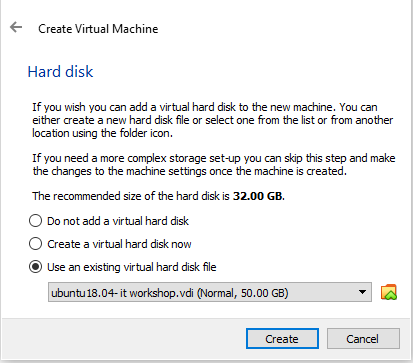 Create Virtual Machine
Hard disk
If you wish you can add a virtual hard disk to the new machine. You can
either create a new hard disk file or select one from the list or from another
location using the folder icon.
If you need a more complex storage set-up you can skip this step and make
the changes to the machine settings once the machine is created.
The recommended size of the hard disk is 32.00 GB.
Do not add a virtual hard disk
Create a virtual hard disk now
Use an existing virtual hard disk file
ubuntu18.04- it workshop.vdi (Normal, 50.00 GB)
Create
Cancel